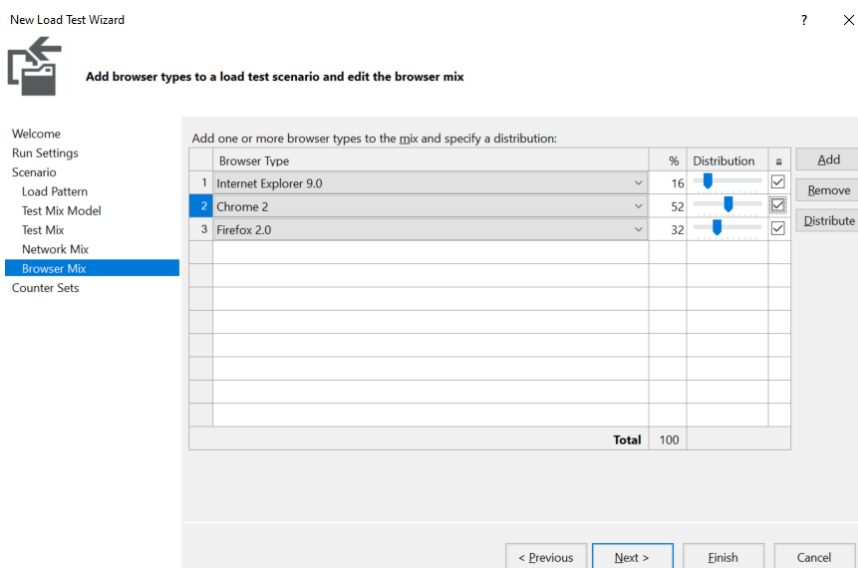 New Load Test Wizard
?
Add browser types to a load test scenario and edit the browser mix
Welcome
Run Settings
Scenario
Load Pattern
Test Mix Model
Test Mix
Network Mix
Browser Mix
Counter Sets
Add one or more browser types to the mix and specify a distribution:
Browser Type % Distribution
1 Internet Explorer 9.0 16
2 Chrome 2 52
3 Firefox 2.0 32
Total 100
Add
Remove
Distribute
< Previous Next > Finish Cancel